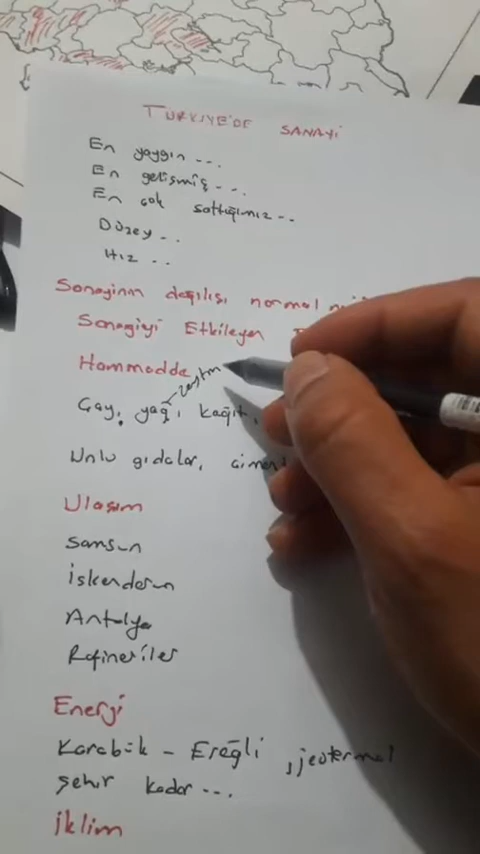 TÜRKİYE'DE SANAYİ
En yaygın ...
En gelişmiş ...
En çok sattığımız ..
Düzey ..
Hız ..
Sanayinin dağılışı normal
Sanayiyi Etkileyen
Hammadde
Çay, yağ, kağıt,
Unlu gıdalar,
Ulaşım
Samsun
İskenderun
Antalya
Rafineriler
Enerji
Karabük - Ereğli , jeotermal
şehir kadar ...
İklim